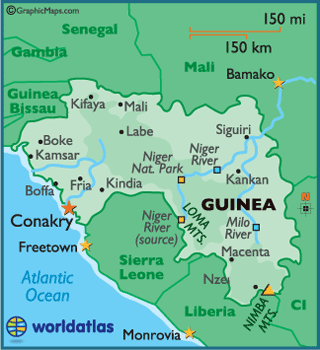 ©GraphicMaps.com
150 mi
150 km
Senegal
Gambia
Mali
Bamako
Guinea
Bissau
Kifaya
Mali
Labe
Siguiri
Boke
Kamsar
Niger
Nat. Park
Niger
River
Boffa
Fria
Kindia
Kankan
GUINEA
Conakry
Niger
River
(source)
LOMA
MTS.
Milo
River
Freetown
Macenta
Sierra
Leone
Nzei
Atlantic
Ocean
Liberia
NIMBA
MTS.
CI
N
worldatlas
Monrovia